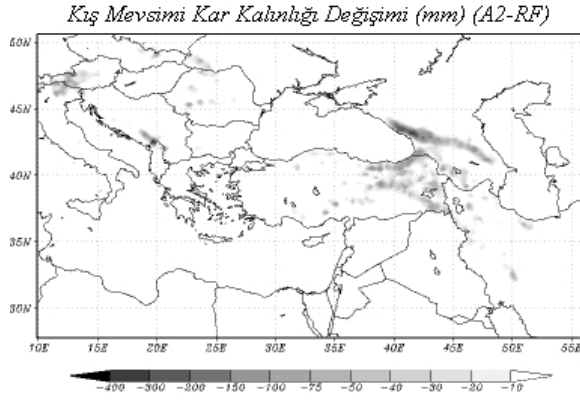 Kış Mevsimi Kar Kalınlığı Değişimi (mm) (A2-RF)
50N
45N
40N
35N
30N
10E 15E 20E 25E 30E 35E 40E 45E 50E 55E
-400 -300 -200 -150 -100 -75 -50 -40 -30 -20 -10